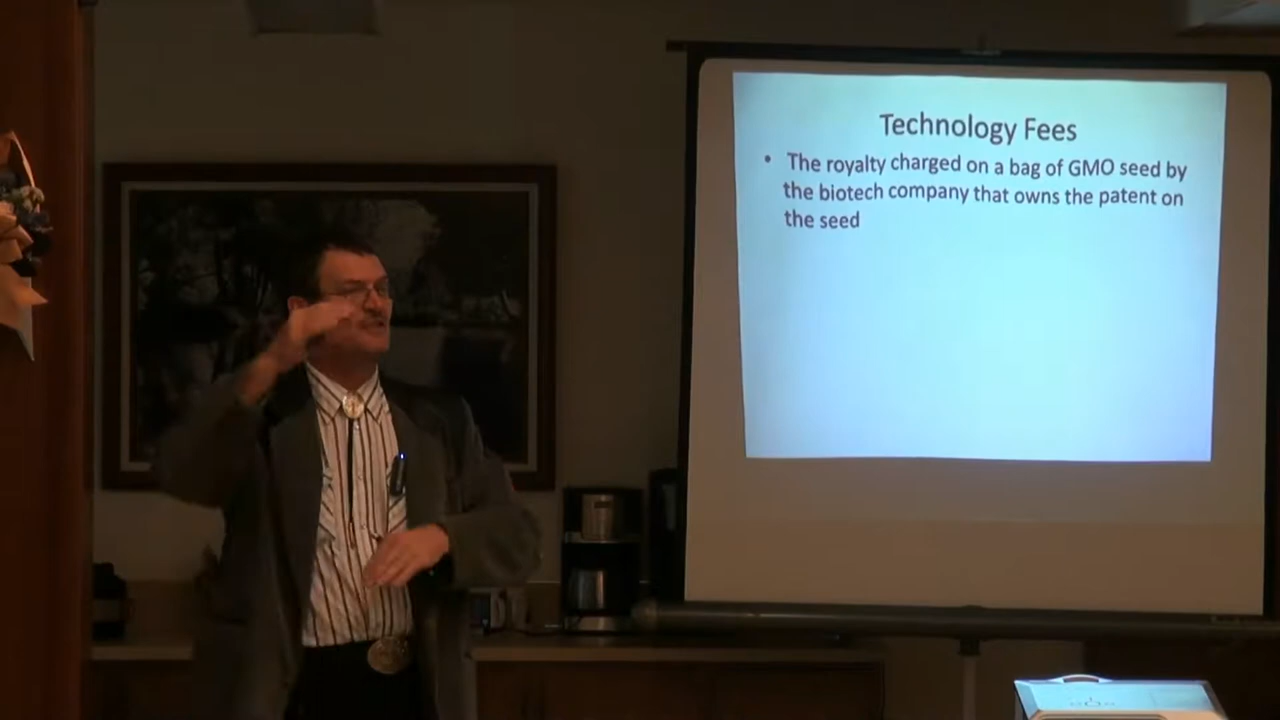 Technology Fees
• The royalty charged on a bag of GMO seed by
the biotech company that owns the patent on
the seed